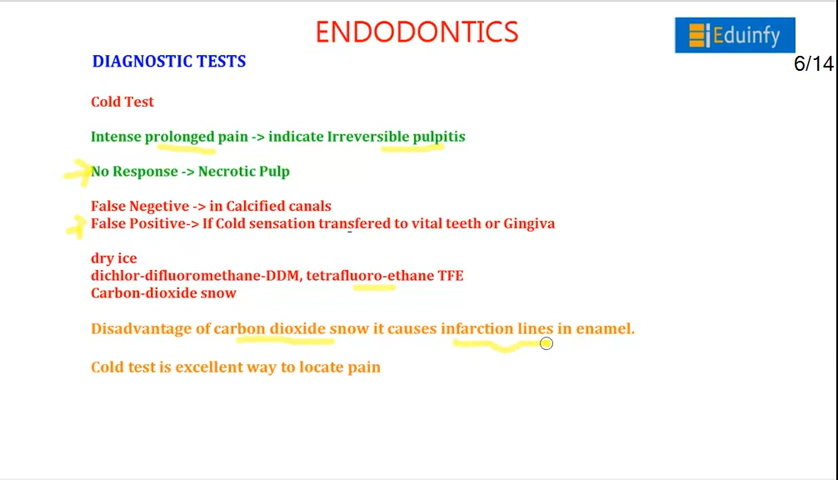 ENDODONTICS
Eduinfy
6/14
DIAGNOSTIC TESTS
Cold Test
Intense prolonged pain -> indicate Irreversible pulpitis
No Response -> Necrotic Pulp
False Negetive -> in Calcified canals
False Positive-> If Cold sensation transfered to vital teeth or Gingiva
dry ice
dichlor-difluoromethane-DDM, tetrafluoro-ethane TFE
Carbon-dioxide snow
Disadvantage of carbon dioxide snow it causes infarction lines in enamel.
Cold test is excellent way to locate pain